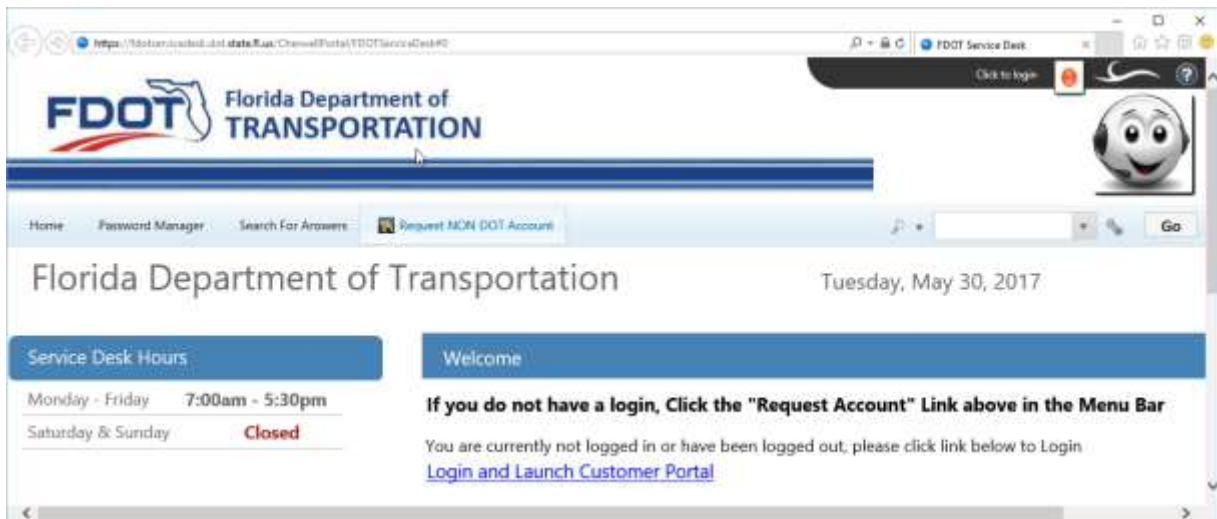 FDOT Service Desk
Click to login
FDOT
Florida Department of
TRANSPORTATION
Home Password Manager Search For Answers Request NON DOT Account Go
Florida Department of Transportation Tuesday, May 30, 2017
Service Desk Hours
Monday - Friday 7:00am - 5:30pm
Saturday & Sunday Closed
Welcome
If you do not have a login, Click the "Request Account" Link above in the Menu Bar
You are currently not logged in or have been logged out, please click link below to Login
Login and Launch Customer Portal